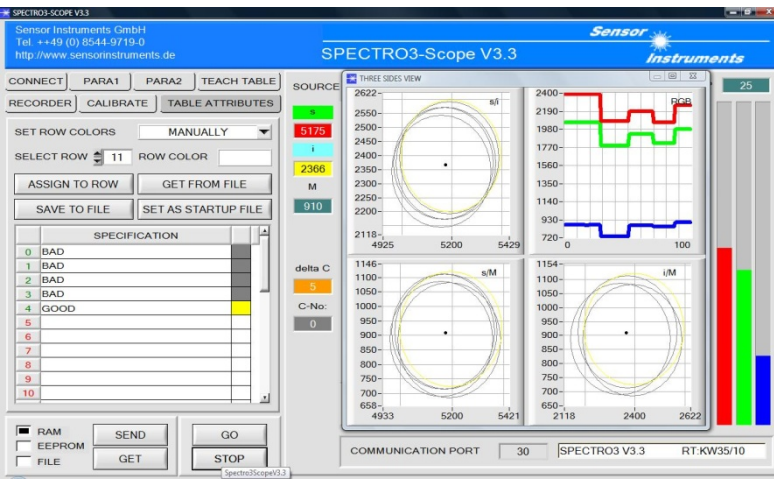 SPECTRO3-SCOPE V3.3
Sensor Instruments GmbH
Tel. ++49 (0) 8544-9719-0
http://www.sensorinstruments.de
SPECTRO3-Scope V3.3
Sensor
Instruments
CONNECT PARA1 PARA2 TEACH TABLE
RECORDER CALIBRATE TABLE ATTRIBUTES
SET ROW COLORS MANUALLY
SELECT ROW 11 ROW COLOR
ASSIGN TO ROW GET FROM FILE
SAVE TO FILE SET AS STARTUP FILE
SPECIFICATION
0 BAD
1 BAD
2 BAD
3 BAD
4 GOOD
5
6
7
8
9
10
RAM
EEPROM
FILE
SEND GO
GET STOP
Spectro3ScopeV3.3
SOURCE
s
5175
i
2366
M
910
delta C
5
C-No:
0
THREE SIDES VIEW
25
s/i
2622
2550
2500
2450
2400
2350
2300
2250
2200
2118
4925 5200 5429
RGB
2400
2190
1980
1770
1560
1350
1140
930
720
0 100
s/M
1146
1100
1050
1000
950
900
850
800
750
700
658
4933 5200 5421
i/M
1154
1100
1050
1000
950
900
850
800
750
700
650
2118 2400 2622
COMMUNICATION PORT 30 SPECTRO3 V3.3 RT:KW35/10